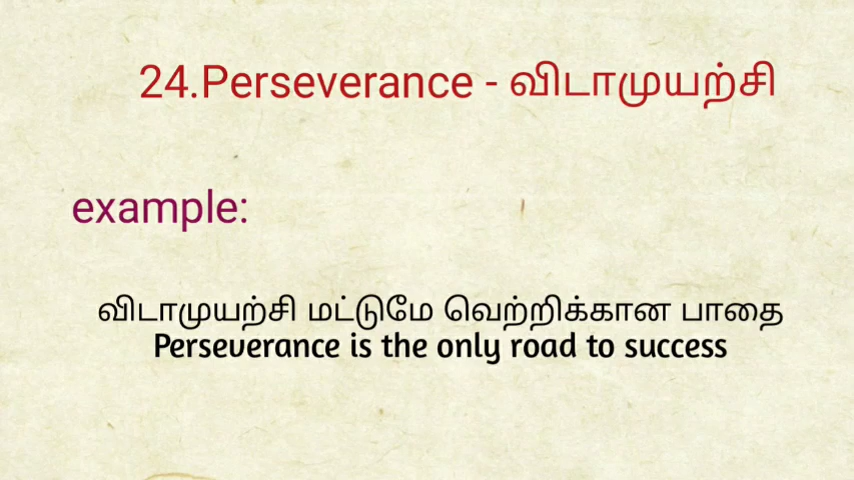 24.Perseverance - விடாமுயற்சி
example:
விடாமுயற்சி மட்டுமே வெற்றிக்கான பாதை
Perseverance is the only road to success